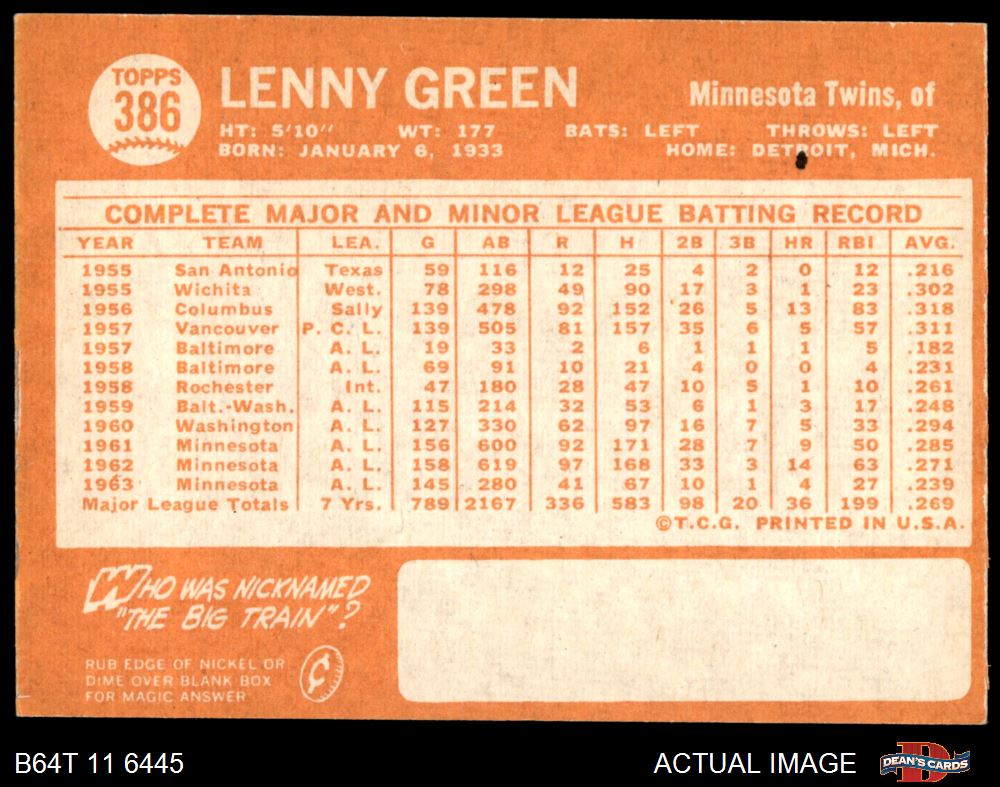 TOPPS
386
LENNY GREEN
Minnesota Twins, of
HT: 5'10" WT: 177 BATS: LEFT THROWS: LEFT
BORN: JANUARY 6, 1933 HOME: DETROIT, MICH.
COMPLETE MAJOR AND MINOR LEAGUE BATTING RECORD
YEAR TEAM LEA. G AB R H 2B 3B HR RBI AVG.
1955 San Antonio Texas 59 116 12 25 4 2 0 12 .216
1955 Wichita West. 78 298 49 90 17 3 1 23 .302
1956 Columbus Sally 139 478 92 152 26 5 13 83 .318
1957 Vancouver P. C. L. 139 505 81 157 35 6 5 57 .311
1957 Baltimore A. L. 19 33 2 6 1 1 1 5 .182
1958 Baltimore A. L. 69 91 10 21 4 0 0 4 .231
1958 Rochester Int. 47 180 28 47 10 5 1 10 .261
1959 Balt.-Wash. A. L. 115 214 32 53 6 1 3 17 .248
1960 Washington A. L. 127 330 62 97 16 7 5 33 .294
1961 Minnesota A. L. 156 600 92 171 28 7 9 50 .285
1962 Minnesota A. L. 158 619 97 168 33 3 14 63 .271
1963 Minnesota A. L. 145 280 41 67 10 1 4 27 .239
Major League Totals 7 Yrs. 789 2167 336 583 98 20 36 199 .269
©T.C.G. PRINTED IN U.S.A.
WHO WAS NICKNAMED
"THE BIG TRAIN"?
RUB EDGE OF NICKEL OR
DIME OVER BLANK BOX
FOR MAGIC ANSWER
¢
B64T 11 6445
ACTUAL IMAGE
DEAN'S CARDS